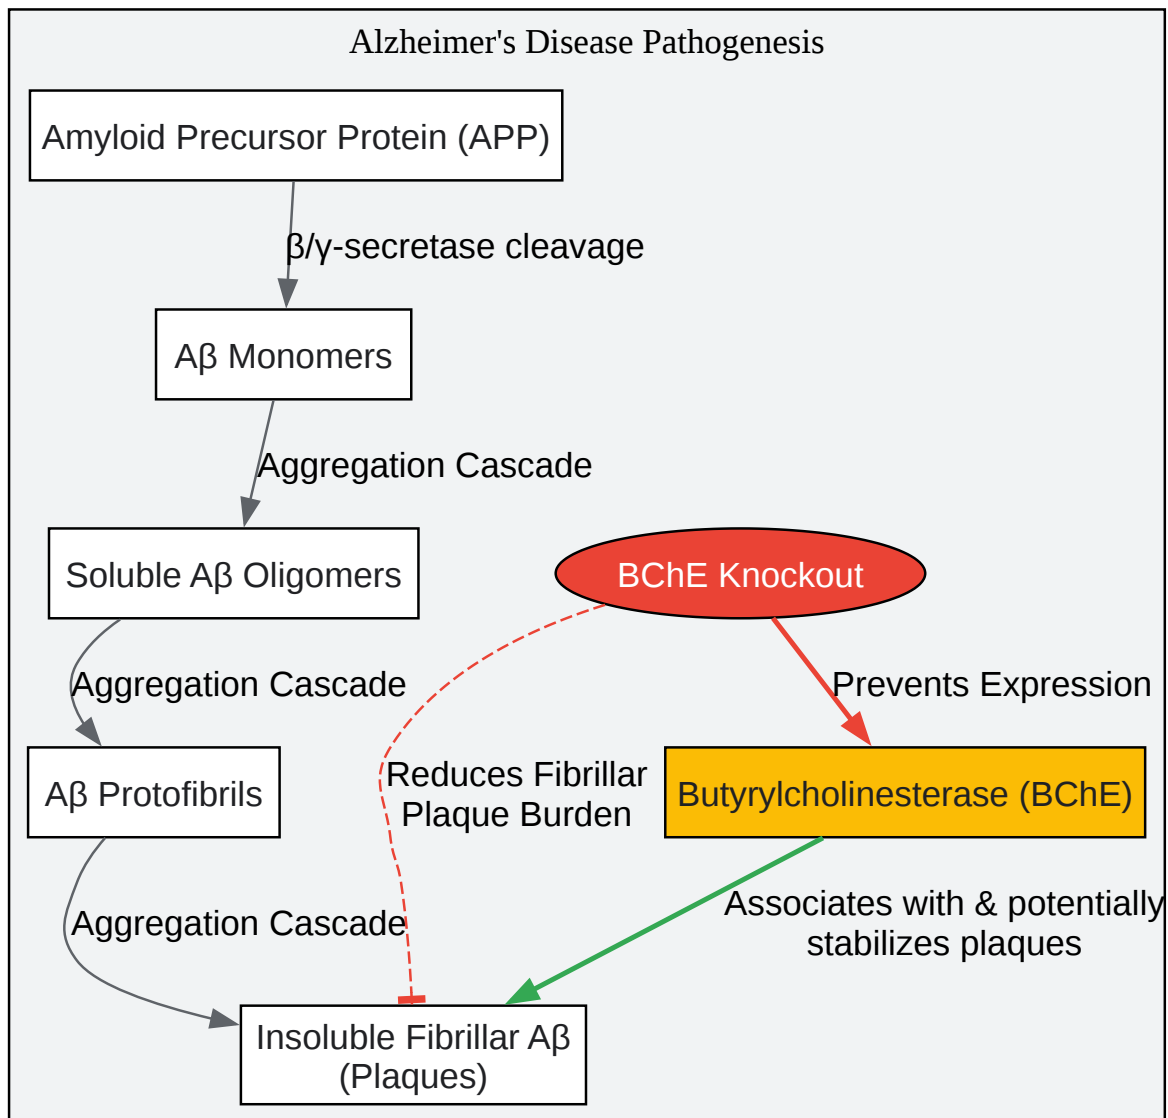 Alzheimer's Disease Pathogenesis
Amyloid Precursor Protein (APP)
β/γ-secretase cleavage
Aβ Monomers
Aggregation Cascade
Soluble Aβ Oligomers
BChE Knockout
Aggregation Cascade
Prevents Expression
Aβ Protofibrils
Reduces Fibrillar
Plaque Burden
Butyrylcholinesterase (BChE)
Aggregation Cascade
Associates with & potentially
stabilizes plaques
Insoluble Fibrillar Aβ
(Plaques)